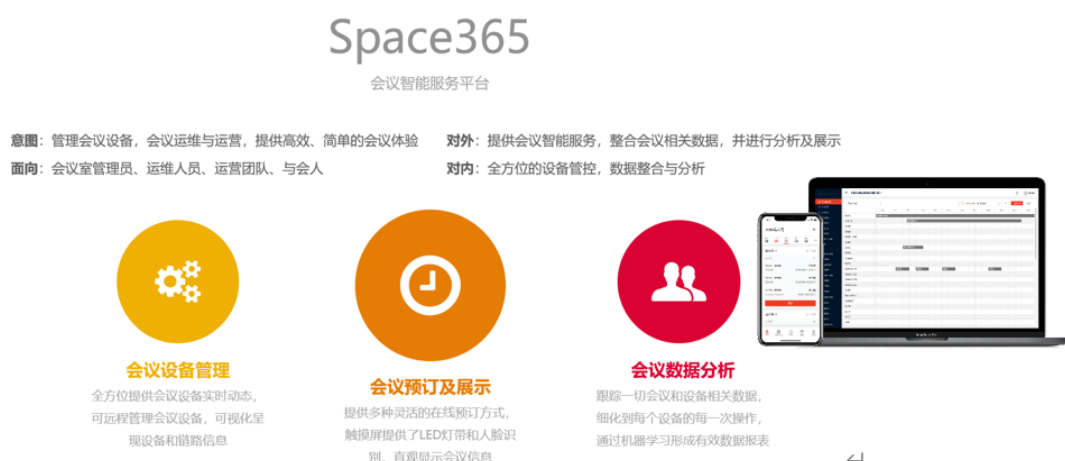 Space365
会议智能服务平台
意图：管理会议设备，会议运维与运营，提供高效、简单的会议体验
对外：提供会议智能服务，整合会议相关数据，并进行分析及展示
面向：会议室管理员、运维人员、运营团队、与会人
对内：全方位的设备管控，数据整合与分析
会议设备管理
全方位提供会议设备实时动态，
可远程管理会议设备，可视化呈
现设备和链路信息
会议预订及展示
提供多种灵活的在线预订方式，
触摸屏提供了LED灯带和人脸识
别，直观显示会议信息
会议数据分析
跟踪一切会议和设备相关数据，
细化到每个设备的每一次操作，
通过机器学习形成有效数据报表